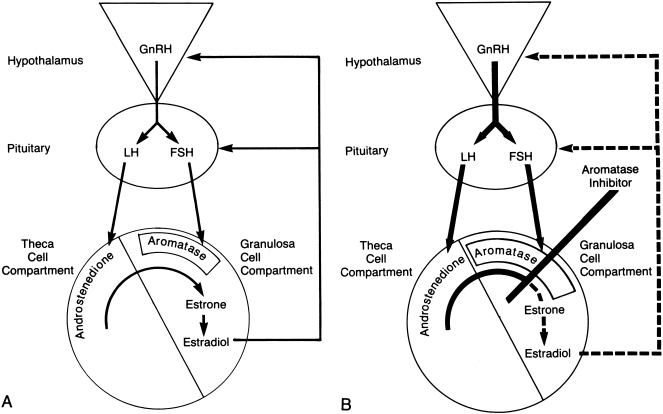 GnRH
Hypothalamus
Pituitary
LH
FSH
Theca
Cell
Compartment
Androstenedione
Aromatase
Granulosa
Cell
Compartment
Estrone
Estradiol
A
GnRH
Hypothalamus
Pituitary
LH
FSH
Aromatase
Inhibitor
Theca
Cell
Compartment
Androstenedione
Aromatase
Granulosa
Cell
Compartment
Estrone
Estradiol
B